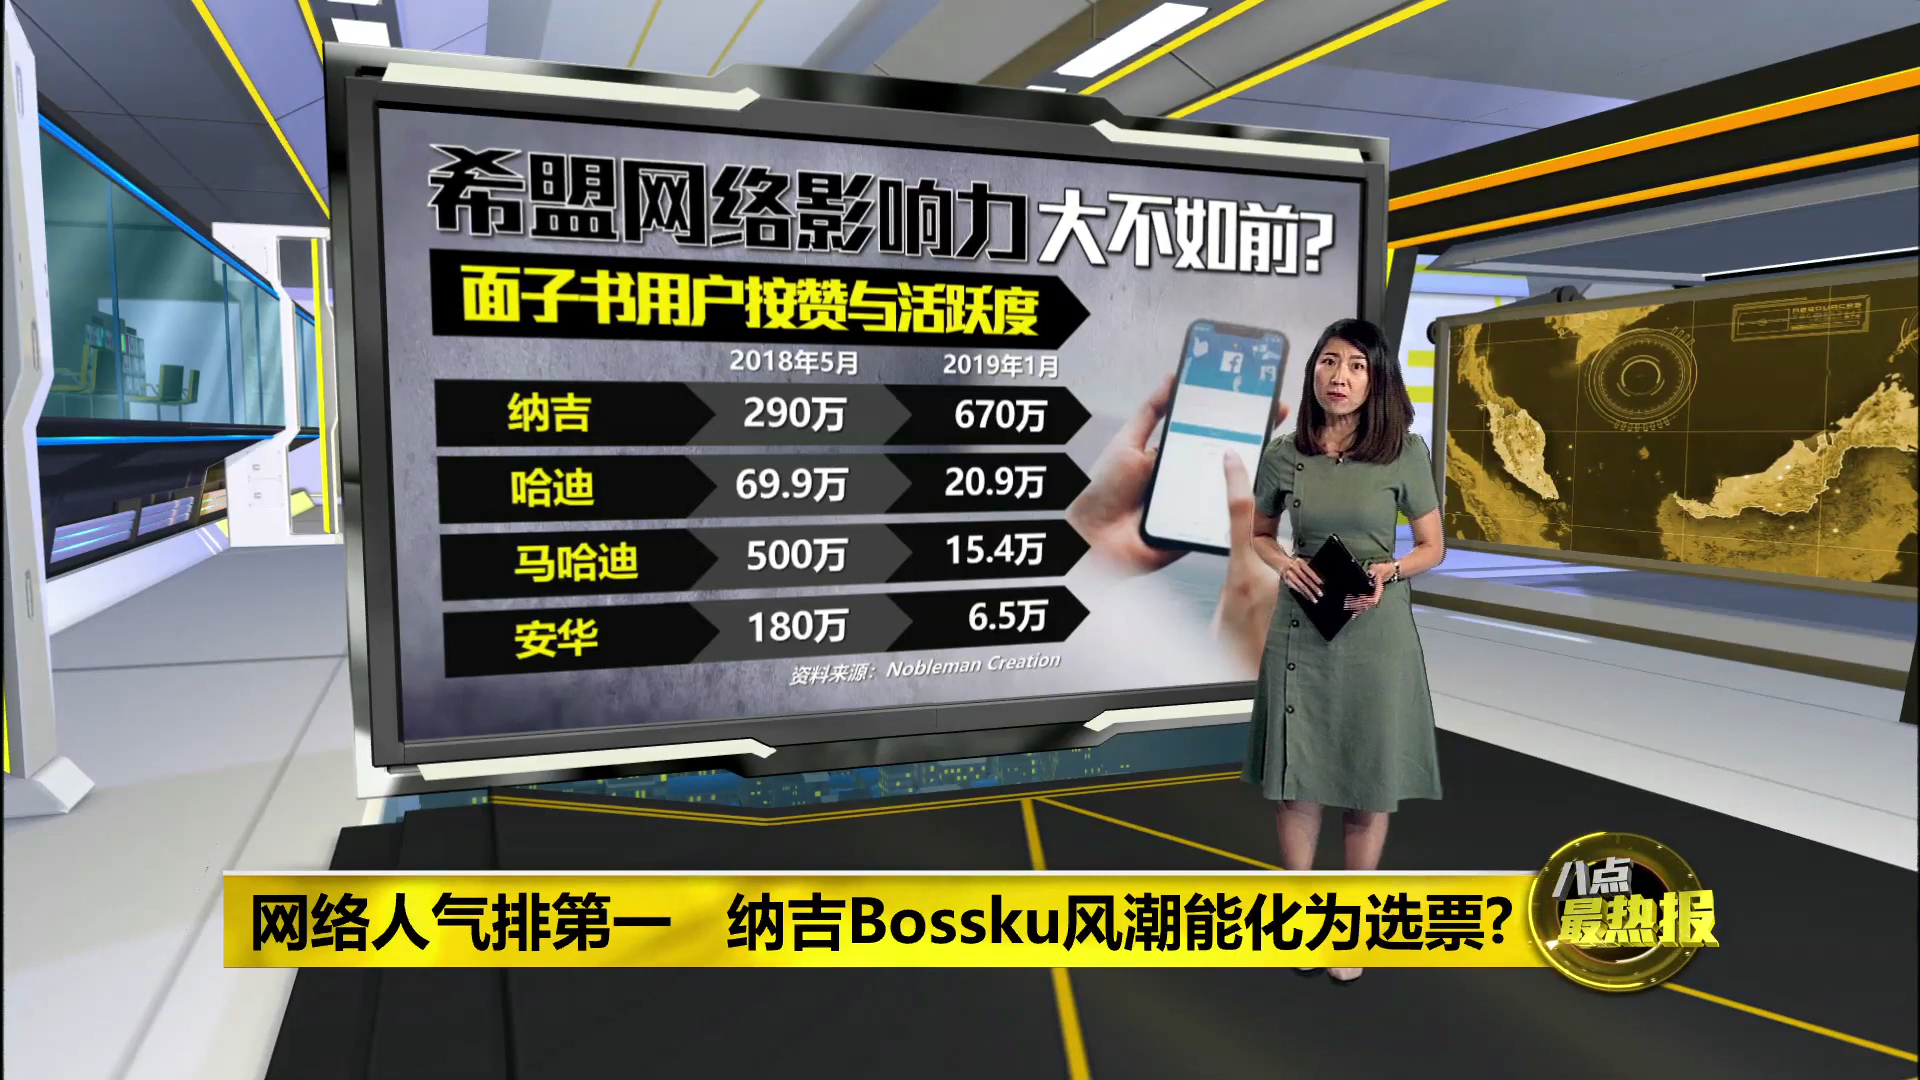 希盟网络影响力大不如前?
面子书用户按赞与活跃度
2018年5月 2019年1月
纳吉 290万 670万
哈迪 69.9万 20.9万
马哈迪 500万 15.4万
安华 180万 6.5万
资料来源：Nobleman Creation
RESOURCES
网络人气排第一 纳吉Bossku风潮能化为选票?
八点
最热报